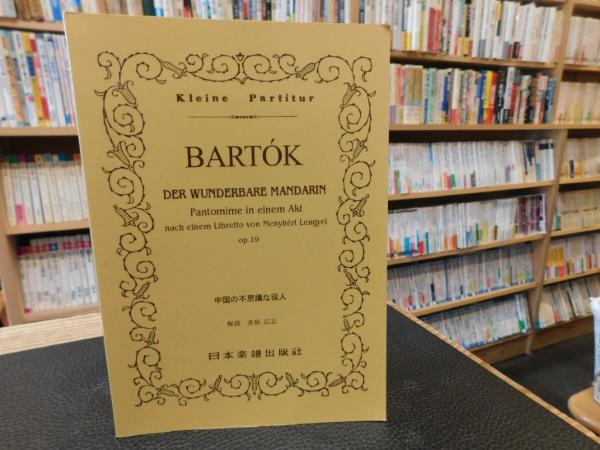 Kleine Partitur
BARTÓK
DER WUNDERBARE MANDARIN
Pantomime in einem Akt
nach einem Libretto von Menyhért Lengyel
op.19
中国の不思議な役人
解説 青島 広志
日本楽譜出版社